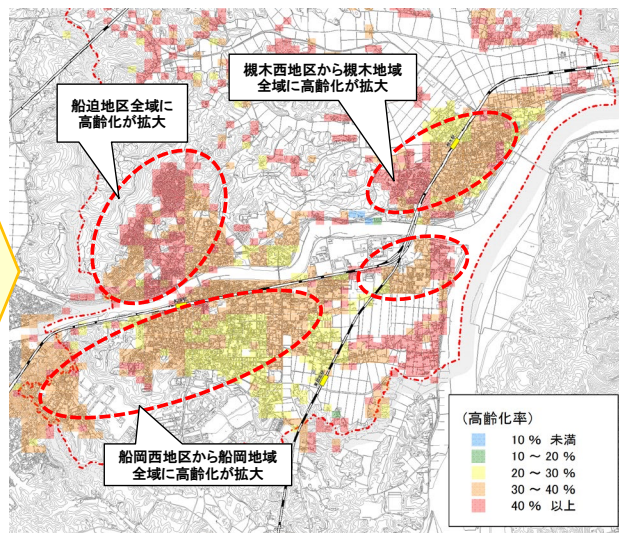 船迫地区全域に
高齢化が拡大
槻木西地区から槻木地域
全域に高齢化が拡大
船岡西地区から船岡地域
全域に高齢化が拡大
(高齢化率)
10 % 未満
10 ～ 20 %
20 ～ 30 %
30 ～ 40 %
40 % 以上